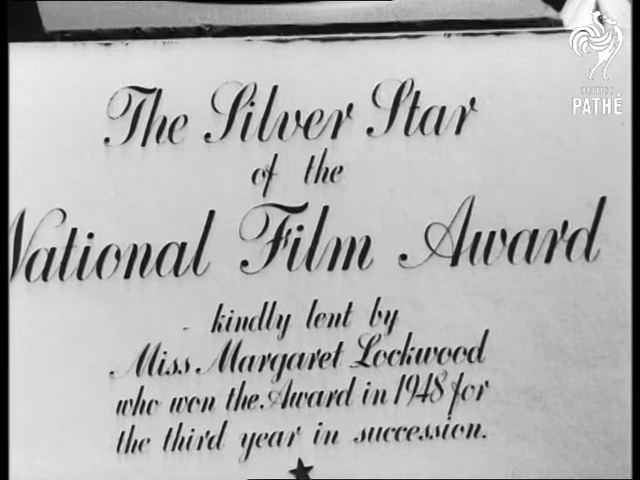 BRITISH
PATHÉ
The Silver Star
of the
National Film Award
kindly lent by
Miss Margaret Lockwood
who won the Award in 1948 for
the third year in succession.